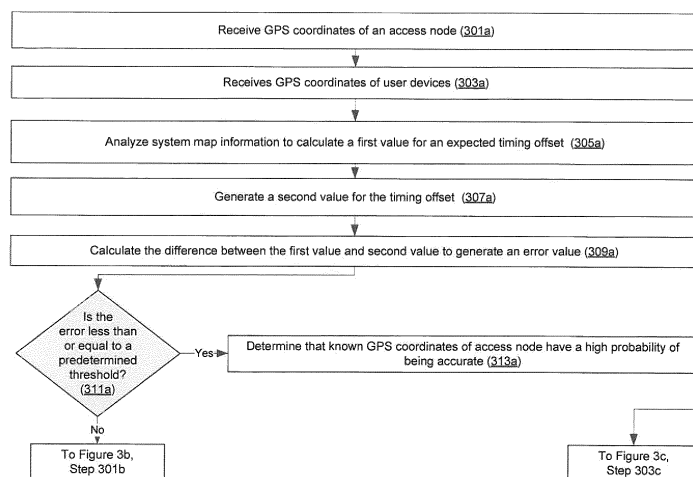 Receive GPS coordinates of an access node (301a)
Receives GPS coordinates of user devices (303a)
Analyze system map information to calculate a first value for an expected timing offset (305a)
Generate a second value for the timing offset (307a)
Calculate the difference between the first value and second value to generate an error value (309a)
Is the
error less than
or equal to a
predetermined
threshold?
(311a)
Yes
Determine that known GPS coordinates of access node have a high probability of
being accurate (313a)
No
To Figure 3b,
Step 301b
To Figure 3c,
Step 303c